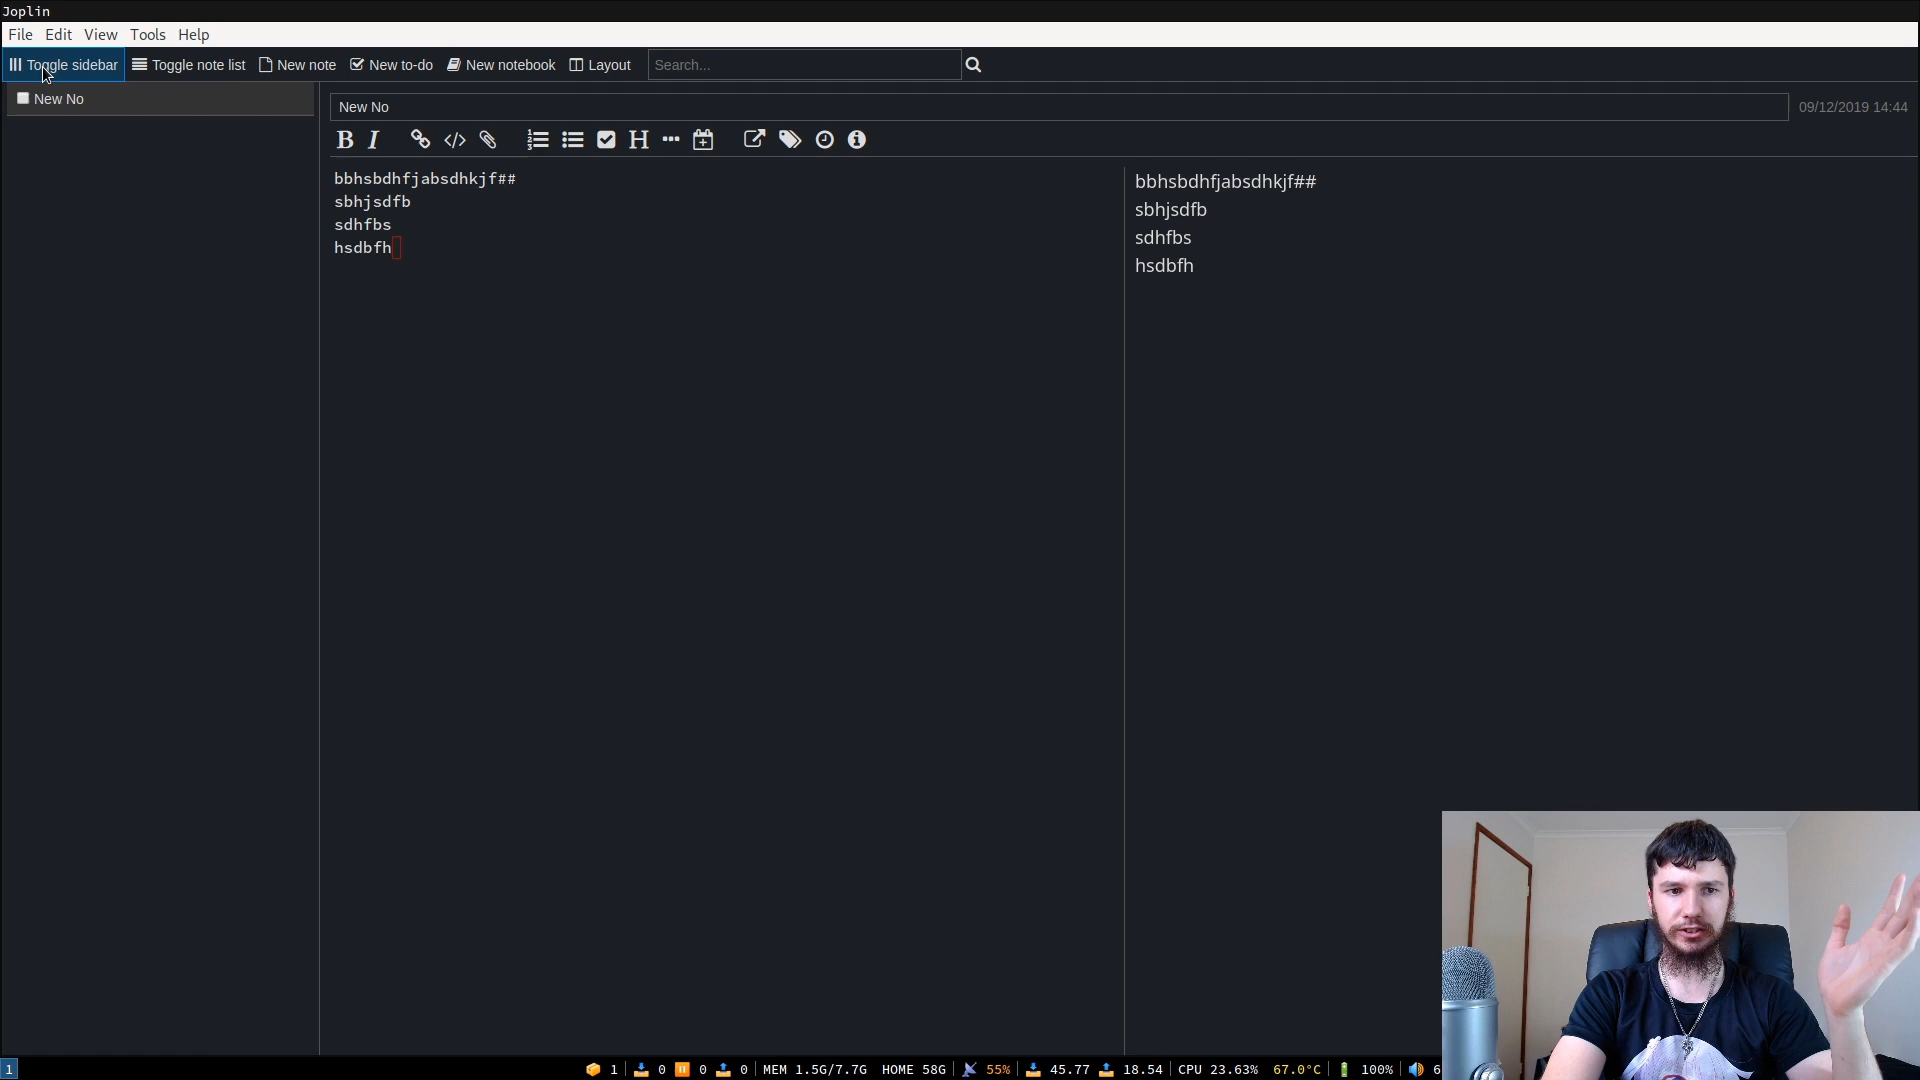 Joplin
File Edit View Tools Help
Toggle sidebar Toggle note list New note New to-do New notebook Layout Search...
New No
New No
09/12/2019 14:44
bbhsbdhfjabsdhkjf##
sbhjsdfb
sdhfbs
hsdbfh
bbhsbdhfjabsdhkjf##
sbhjsdfb
sdhfbs
hsdbfh
1 1 0 0 0 MEM 1.5G/7.7G HOME 58G 55% 45.77 18.54 CPU 23.63% 67.0°C 100% 6